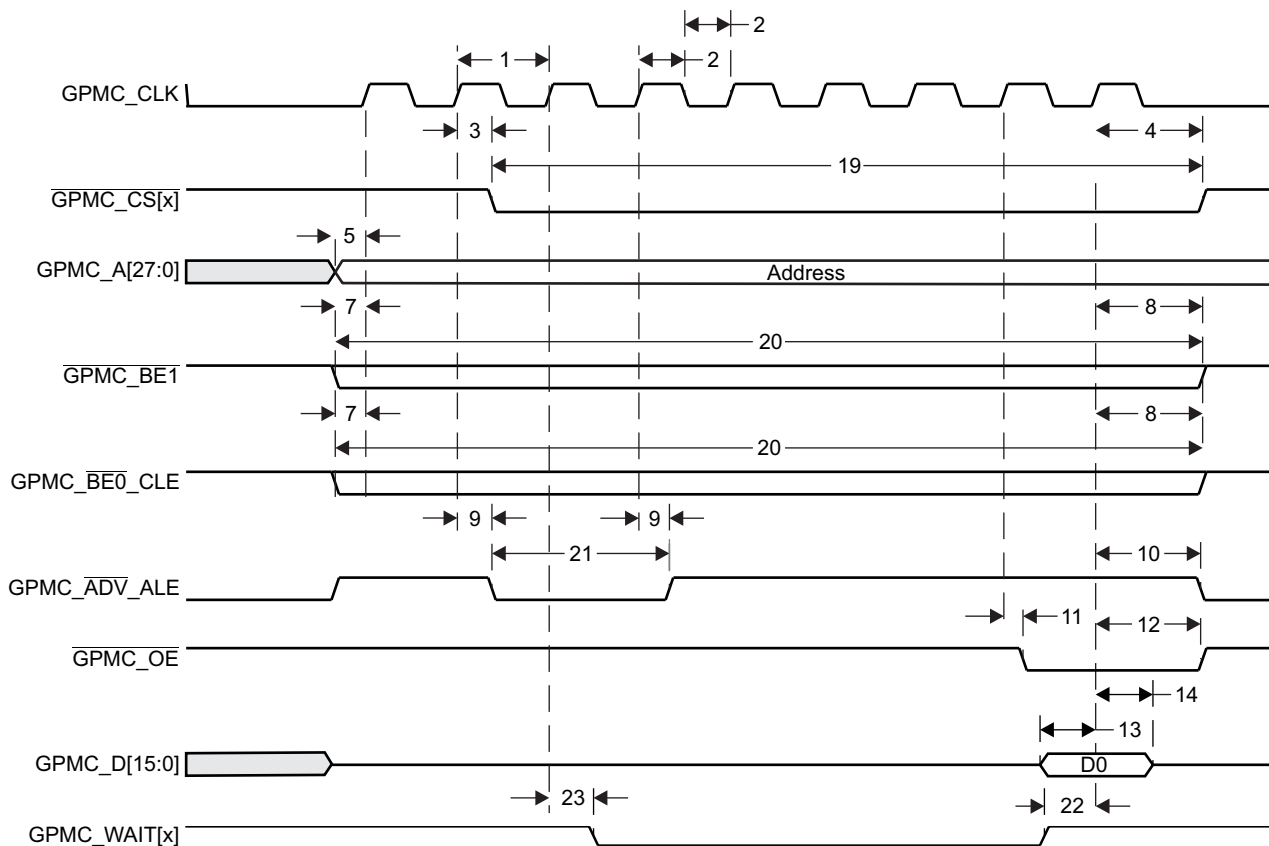 2
1
2
GPMC_CLK
3
4
19
GPMC_CS[x]
5
GPMC_A[27:0]
Address
7
8
20
GPMC_BE1
7
8
20
GPMC_BE0_CLE
9
9
21
10
GPMC_ADV_ALE
11
12
GPMC_OE
14
13
GPMC_D[15:0]
D0
23
22
GPMC_WAIT[x]